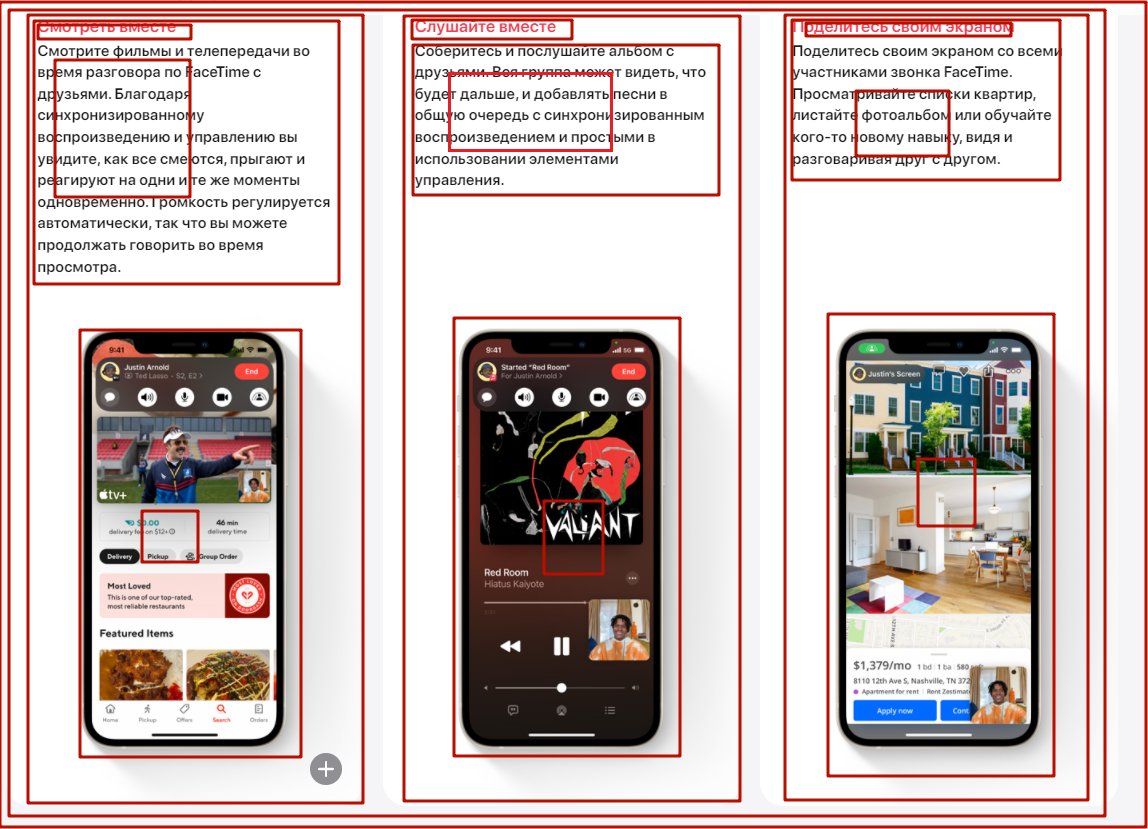 Смотреть вместе
Смотрите фильмы и телепередачи во
время разговора по FaceTime с
друзьями. Благодаря
синхронизированному
воспроизведению и управлению вы
увидите, как все смеются, прыгают и
реагируют на одни и те же моменты
одновременно. Громкость регулируется
автоматически, так что вы можете
продолжать говорить во время
просмотра.
9:41
Justin Arnold
Ted Lasso - S2, E2 >
End
tv+
$0.00
delivery fee on $12+
46 min
delivery time
Delivery
Pickup
Group Order
Most Loved
This is one of our top-rated,
most reliable restaurants
Featured Items
Home
Pickup
Offers
Search
Orders
Слушайте вместе
Соберитесь и послушайте альбом с
друзьями. Вся группа может видеть, что
будет дальше, и добавлять песни в
общую очередь с синхронизированным
воспроизведением и простыми в
использовании элементами
управления.
9:41
5G
Started “Red Room”
For Justin Arnold >
End
VALIANT
Red Room
Hiatus Kaiyote
Поделитесь своим экраном
Поделитесь своим экраном со всеми
участниками звонка FaceTime.
Просматривайте списки квартир,
листайте фотоальбом или обучайте
кого-то новому навыку, видя и
разговаривая друг с другом.
Justin's Screen
$1,379/mo
1 bd
1 ba
580
8110 12th Ave S, Nashville, TN 372
Apartment for rent
Rent Zestimate
Apply now
Cont